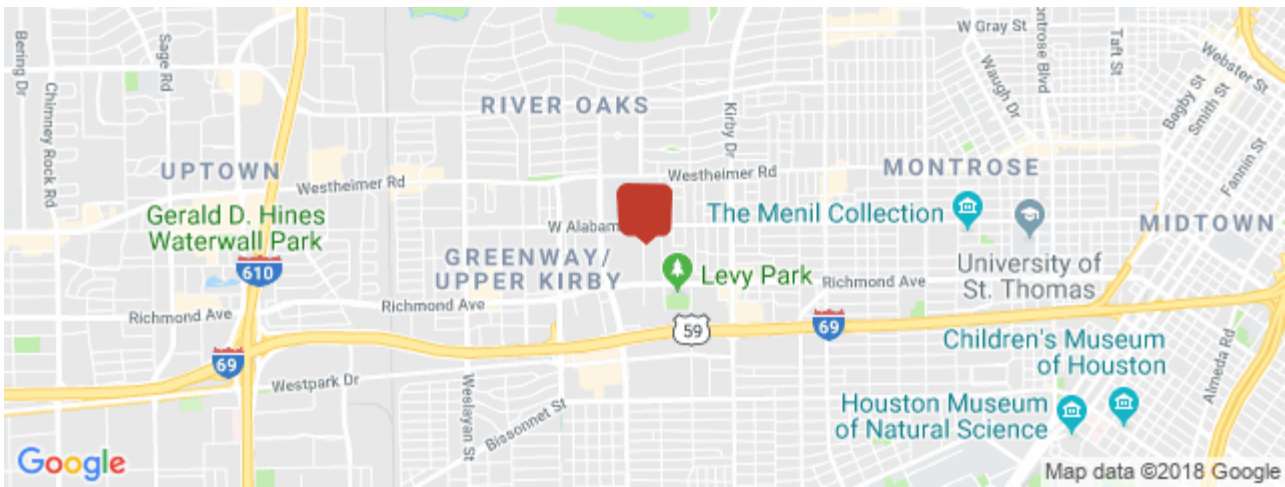 Bering Dr
Sage Rd
Chimney Rock Rd
W Gray St
Montrose Blvd
Taft St
Webster St
Waugh Dr
Bagby St
Smith St
RIVER OAKS
Kirby Dr
Fannin St
UPTOWN
Westheimer Rd
Westheimer Rd
MONTROSE
Gerald D. Hines
Waterwall Park
W Alabam
The Menil Collection
MIDTOWN
GREENWAY/
UPPER KIRBY
610
Levy Park
University of
St. Thomas
Richmond Ave
Richmond Ave
Richmond Ave
59
69
69
Children's Museum
of Houston
Almeda Rd
Westpark Dr
Weslayan St
Bissonnet St
Houston Museum
of Natural Science
Google
Map data ©2018 Google